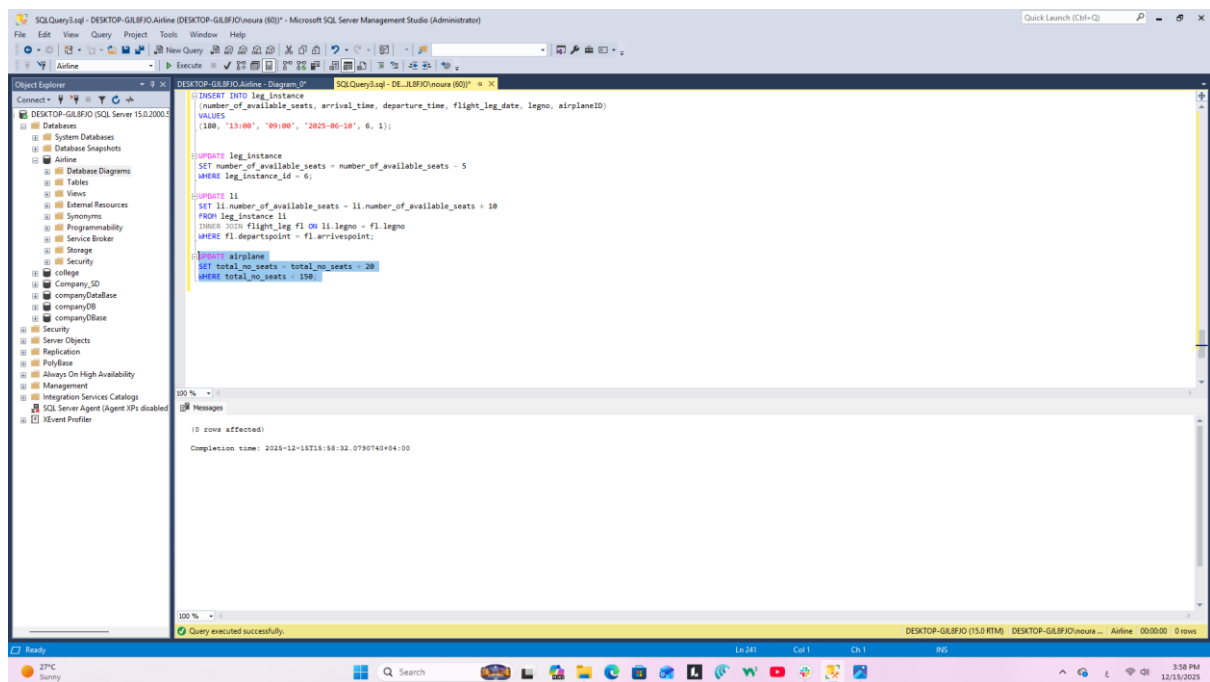 SQLQuery3.sql - DESKTOP-GJL8FJO.Airline (DESKTOP-GJL8FJO\noura (60))* - Microsoft SQL Server Management Studio (Administrator)
Quick Launch (Ctrl+Q)
File Edit View Query Project Tools Window Help
New Query
Airline
Execute
Object Explorer
DESKTOP-GJL8FJO.Airline - Diagram_0*
SQLQuery3.sql - DE...JL8FJO\noura (60))*
Connect
DESKTOP-GJL8FJO (SQL Server 15.0.2000.5
Databases
System Databases
Database Snapshots
Airline
Database Diagrams
Tables
Views
External Resources
Synonyms
Programmability
Service Broker
Storage
Security
college
Company_SD
companyDataBase
companyDB
companyDBase
Security
Server Objects
Replication
PolyBase
Always On High Availability
Management
Integration Services Catalogs
SQL Server Agent (Agent XPs disabled
XEvent Profiler
INSERT INTO leg_instance
(number_of_available_seats, arrival_time, departure_time, flight_leg_date, legno, airplaneID)
VALUES
(180, '13:00', '09:00', '2025-06-10', 6, 1);
UPDATE leg_instance
SET number_of_available_seats = number_of_available_seats - 5
WHERE leg_instance_id = 6;
UPDATE li
SET li.number_of_available_seats = li.number_of_available_seats + 10
FROM leg_instance li
INNER JOIN flight_leg fl ON li.legno = fl.legno
WHERE fl.departspoint = fl.arrivespoint;
UPDATE airplane
SET total_no_seats = total_no_seats + 20
WHERE total_no_seats < 150;
100 %
Messages
(0 rows affected)
Completion time: 2025-12-15T15:58:32.0790740+04:00
100 %
Query executed successfully.
DESKTOP-GJL8FJO (15.0 RTM) DESKTOP-GJL8FJO\noura ... Airline 00:00:00 0 rows
Ready
Ln 241 Col 1 Ch 1 INS
27°C
Sunny
Search
ع
3:58 PM
12/15/2025